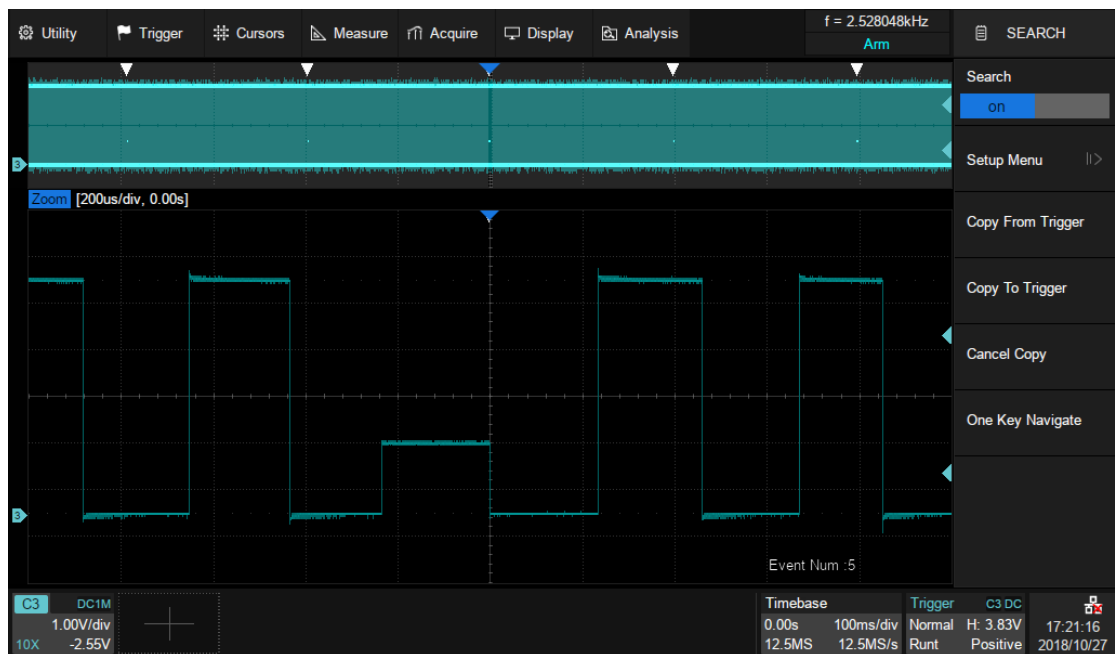 Utility Trigger Cursors Measure Acquire Display Analysis
f = 2.528048kHz
Arm
SEARCH
Search
on
Setup Menu
Copy From Trigger
Copy To Trigger
Cancel Copy
One Key Navigate
3
Zoom [200us/div, 0.00s]
3
Event Num :5
C3 DC1M
1.00V/div
10X -2.55V
Timebase
0.00s 100ms/div
12.5MS 12.5MS/s
Trigger C3 DC
Normal H: 3.83V
Runt Positive
17:21:16
2018/10/27